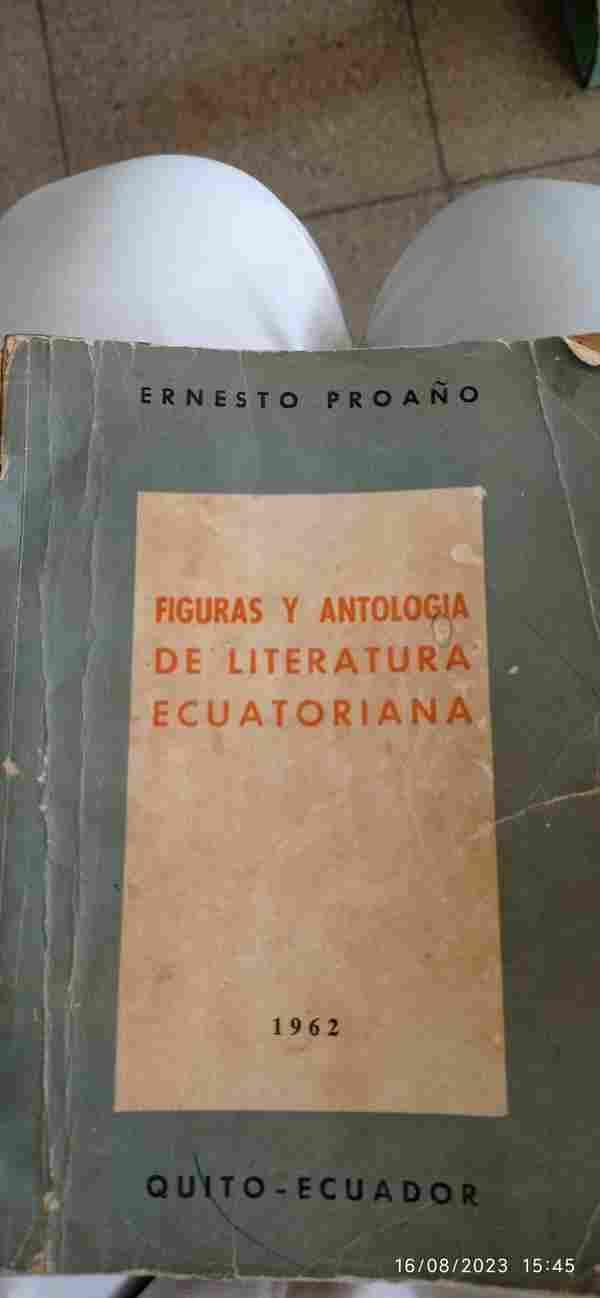 ERNESTO PROAÑO
FIGURAS Y ANTOLOGIA
DE LITERATURA
ECUATORIANA
1962
QUITO-ECUADOR
16/08/2023 15:45